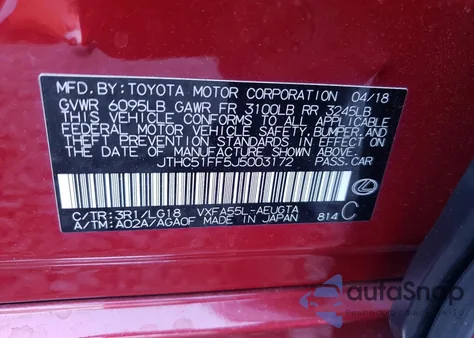 MFD. BY: TOYOTA MOTOR CORPORATION 04/18
GVWR 6095LB GAWR FR 3100LB RR 3245LB
THIS VEHICLE CONFORMS TO ALL APPLICABLE
FEDERAL MOTOR VEHICLE SAFETY, BUMPER, AND
THEFT PREVENTION STANDARDS IN EFFECT ON
THE DATE OF MANUFACTURE SHOWN ABOVE.
JTHC51FF5J5003172 PASS. CAR
C/TR: 3R1/LG18 VXFA55L-AEUGTA
A/TM: A02A/AGA0F MADE IN JAPAN 814 C
autoSnap